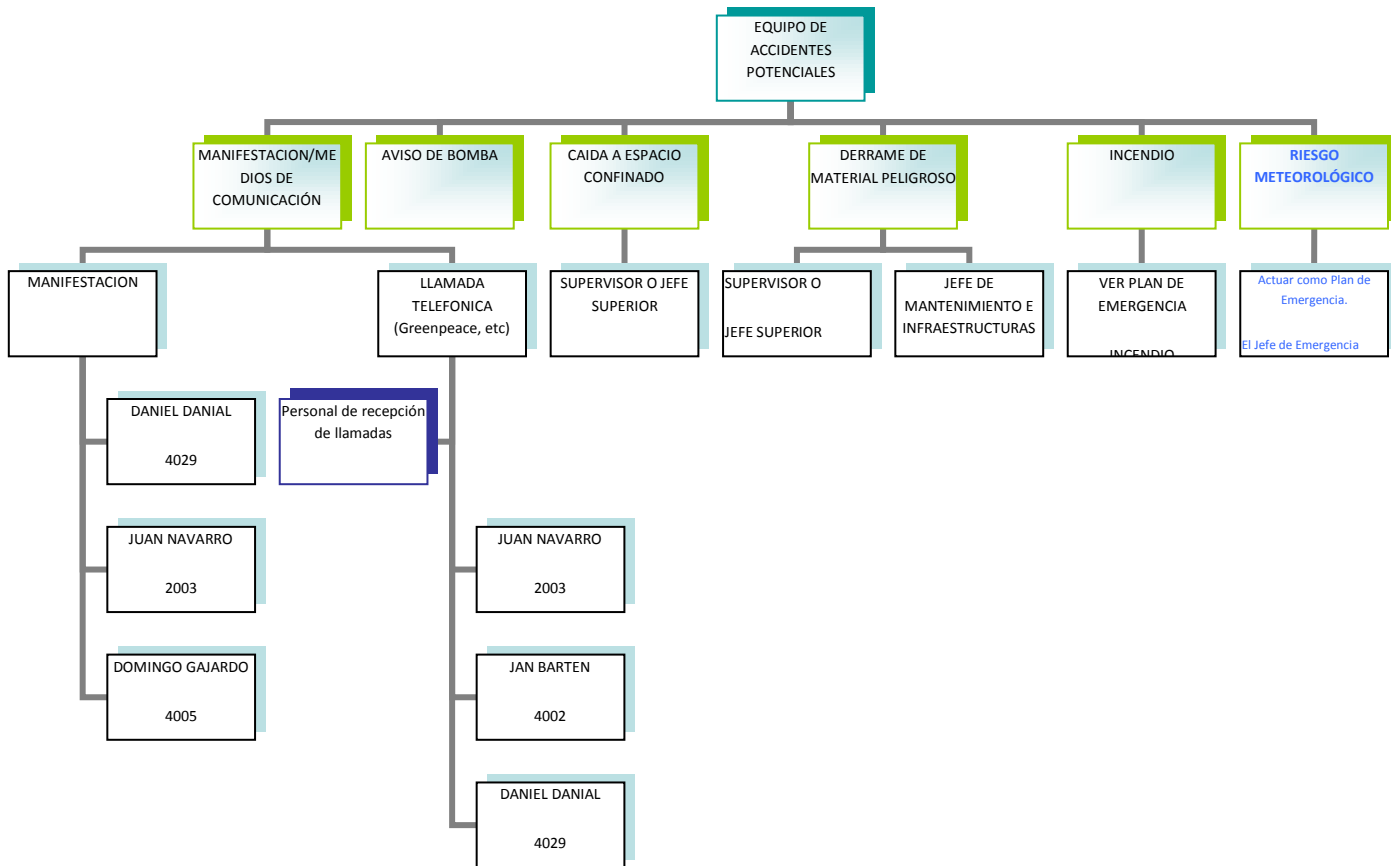 EQUIPO DE
ACCIDENTES
POTENCIALES
MANIFESTACION/ME
DIOS DE
COMUNICACIÓN
AVISO DE BOMBA
CAIDA A ESPACIO
CONFINADO
DERRAME DE
MATERIAL PELIGROSO
INCENDIO
RIESGO
METEOROLÓGICO
MANIFESTACION
LLAMADA
TELEFONICA
(Greenpeace, etc)
SUPERVISOR O JEFE
SUPERIOR
SUPERVISOR O
JEFE SUPERIOR
JEFE DE
MANTENIMIENTO E
INFRAESTRUCTURAS
VER PLAN DE
EMERGENCIA
INCENDIO
Actuar como Plan de
Emergencia.
El Jefe de Emergencia
DANIEL DANIAL
4029
JUAN NAVARRO
2003
DOMINGO GAJARDO
4005
Personal de recepción
de llamadas
JUAN NAVARRO
2003
JAN BARTEN
4002
DANIEL DANIAL
4029